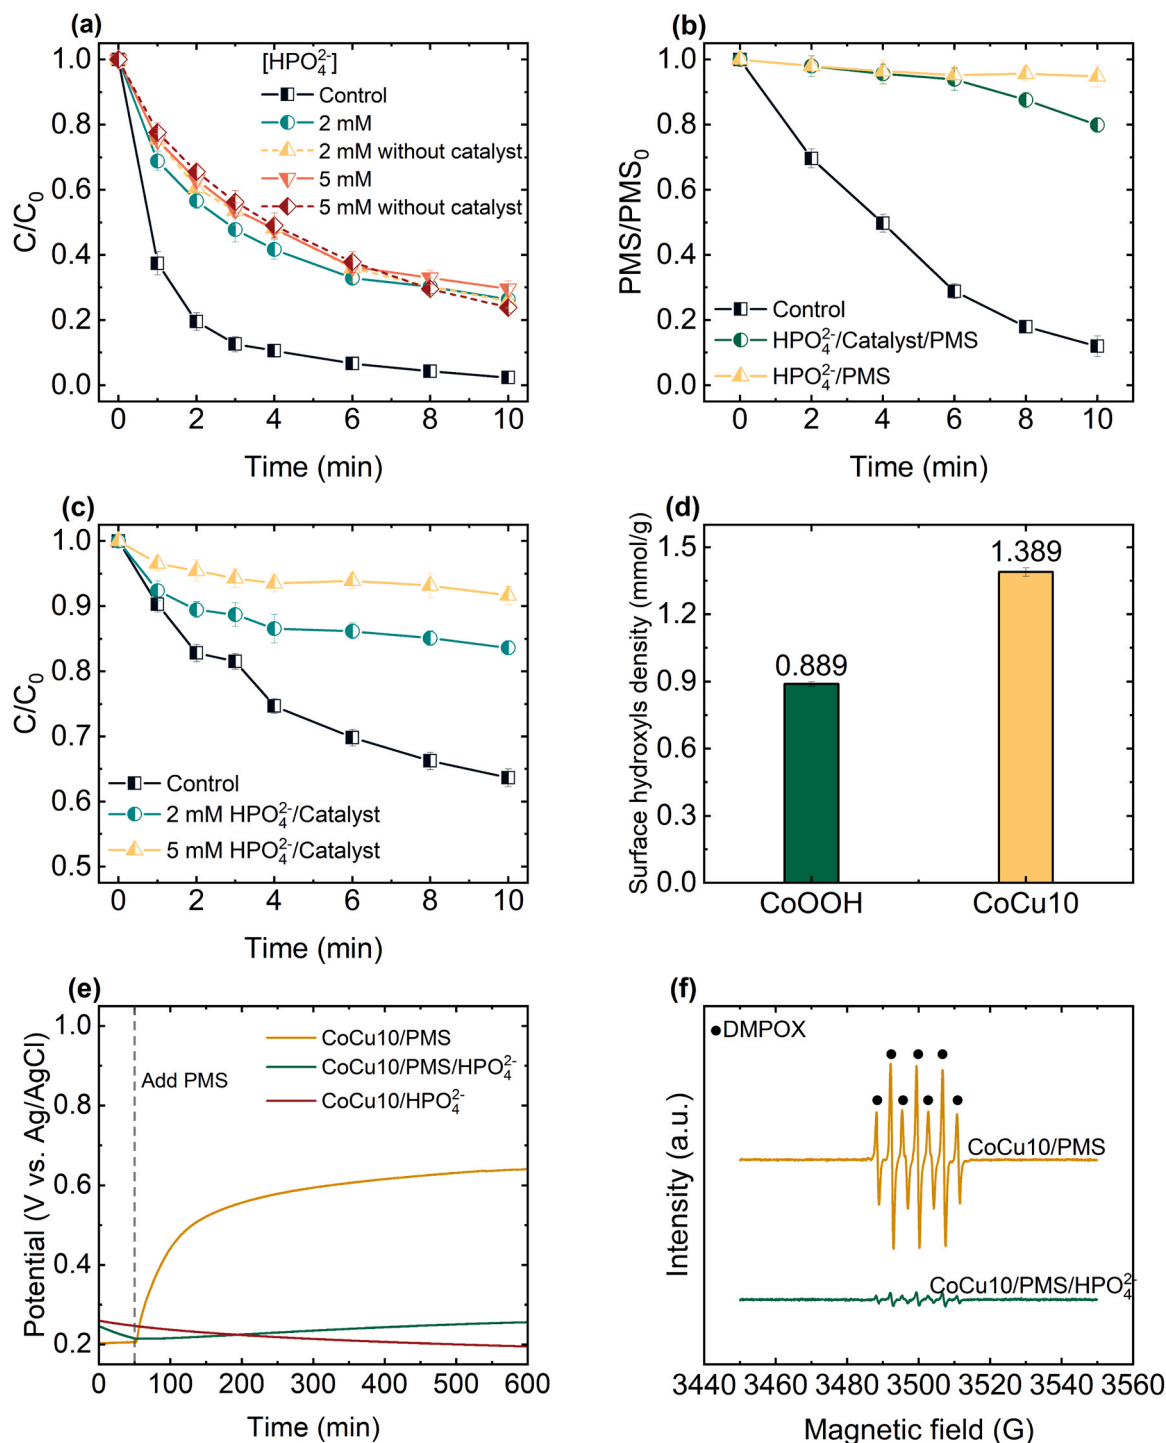 (a)
[HPO₄²⁻]
Control
2 mM
2 mM without catalyst
5 mM
5 mM without catalyst
1.0
0.8
0.6
0.4
0.2
0.0
C/C₀
0 2 4 6 8 10
Time (min)
(b)
1.0
0.8
0.6
0.4
0.2
0.0
PMS/PMS₀
Control
HPO₄²⁻/Catalyst/PMS
HPO₄²⁻/PMS
0 2 4 6 8 10
Time (min)
(c)
1.0
0.9
0.8
0.7
0.6
0.5
C/C₀
Control
2 mM HPO₄²⁻/Catalyst
5 mM HPO₄²⁻/Catalyst
0 2 4 6 8 10
Time (min)
(d)
1.5
1.2
0.9
0.6
0.3
0.0
Surface hydroxyls density (mmol/g)
0.889
1.389
CoOOH CoCu10
(e)
1.0
0.8
0.6
0.4
0.2
Potential (V vs. Ag/AgCl)
Add PMS
CoCu10/PMS
CoCu10/PMS/HPO₄²⁻
CoCu10/HPO₄²⁻
0 100 200 300 400 500 600
Time (min)
(f)
●DMPOX
Intensity (a.u.)
CoCu10/PMS
CoCu10/PMS/HPO₄²⁻
3440 3460 3480 3500 3520 3540 3560
Magnetic field (G)